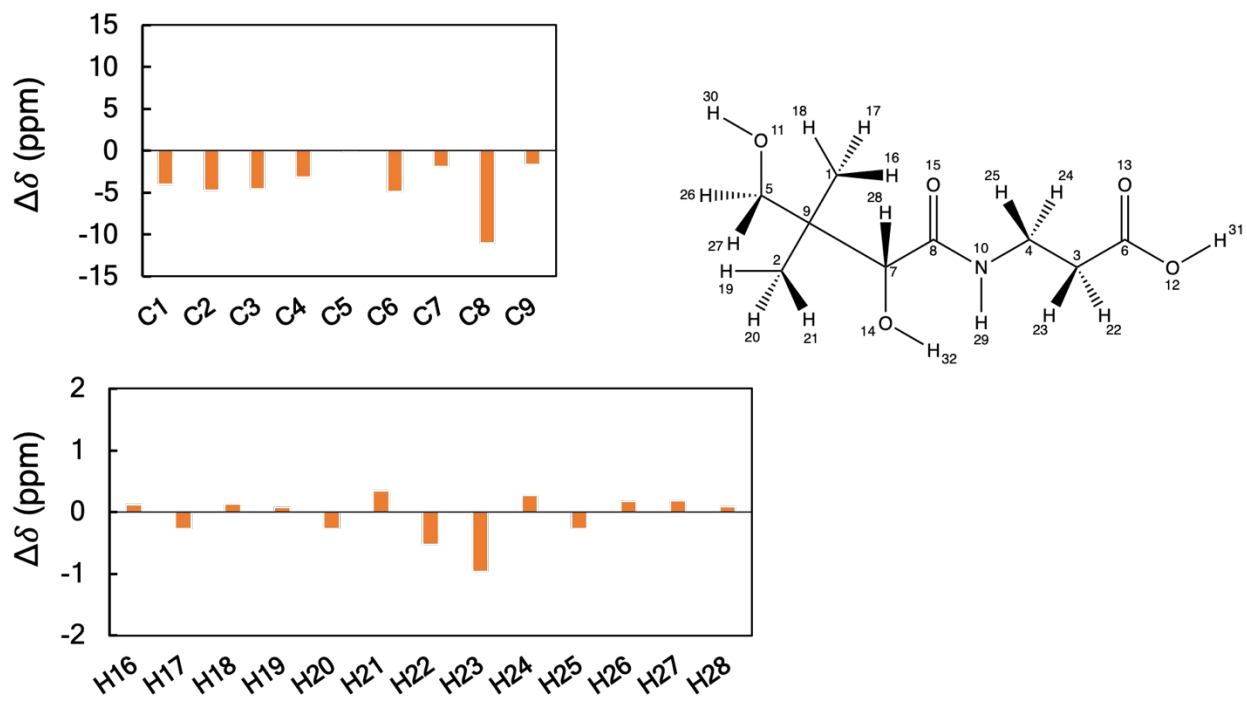 Δδ (ppm)
15
10
5
0
-5
-10
-15
C1 C2 C3 C4 C5 C6 C7 C8 C9
30
H
O 11
18
H
17
H
16
H
1
26
H
5
27
H
9
28
H
15
O
8
7
2
H
19
H
20
H
21
14
O
H
32
10
N
H
29
25
H
24
H
4
3
H
23
H
22
13
O
6
O
12
H
31
Δδ (ppm)
2
1
0
-1
-2
H16 H17 H18 H19 H20 H21 H22 H23 H24 H25 H26 H27 H28